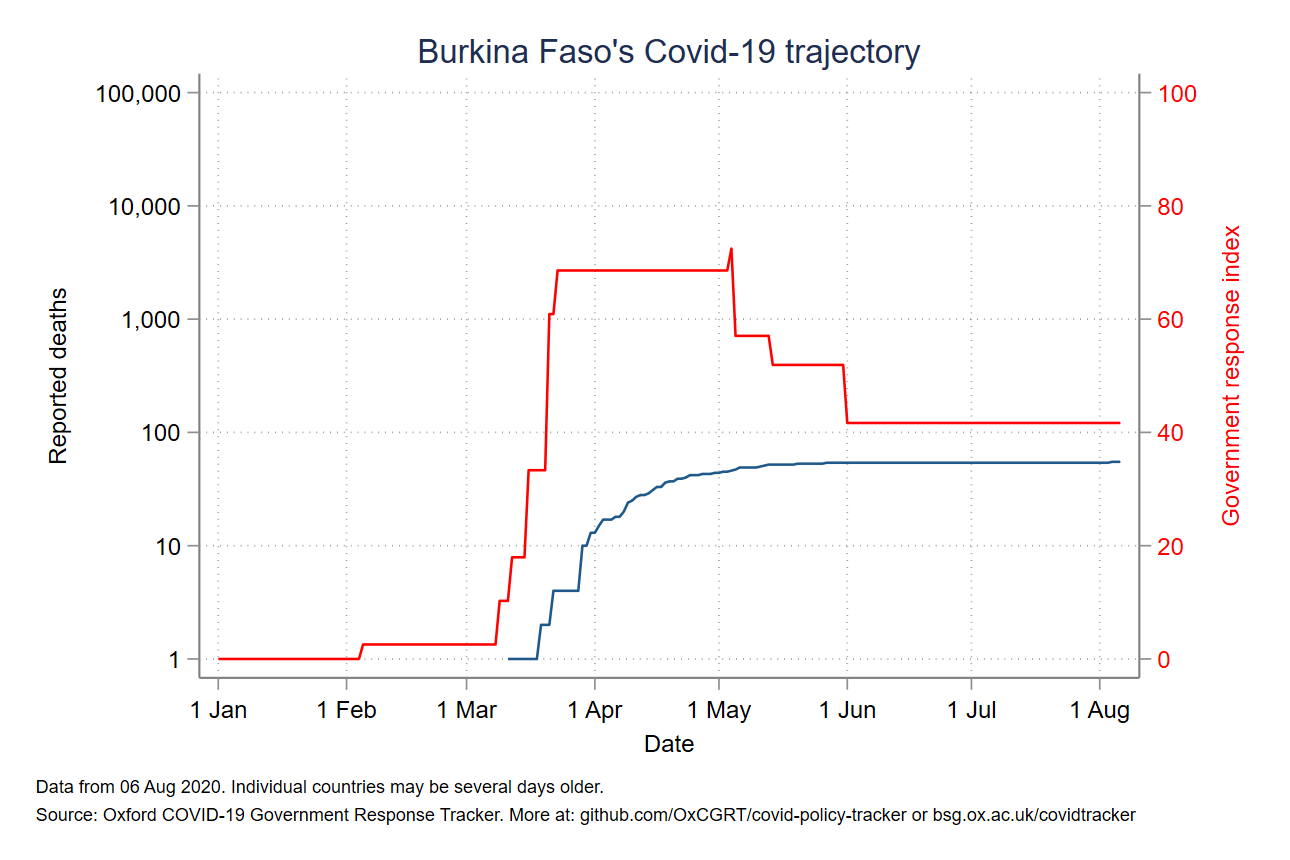 Burkina Faso's Covid-19 trajectory
100,000
10,000
1,000
100
10
1
Reported deaths
100
80
60
40
20
0
Government response index
1 Jan
1 Feb
1 Mar
1 Apr
1 May
1 Jun
1 Jul
1 Aug
Date
Data from 06 Aug 2020. Individual countries may be several days older.
Source: Oxford COVID-19 Government Response Tracker. More at: github.com/OxCGRT/covid-policy-tracker or bsg.ox.ac.uk/covidtracker